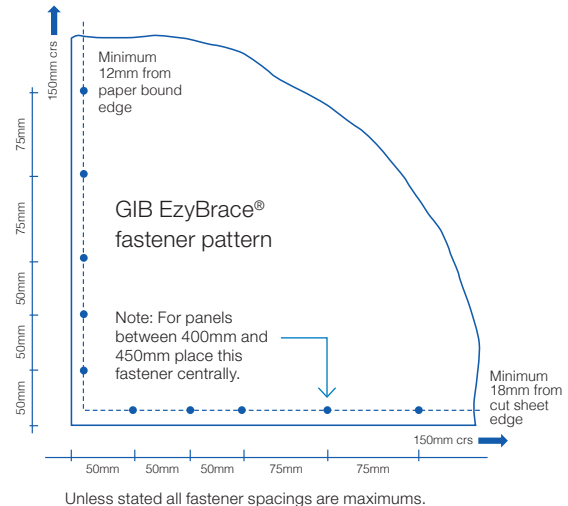 150mm crs
Minimum
12mm from
paper bound
edge
75mm
75mm
GIB EzyBrace®
fastener pattern
50mm
Note: For panels
between 400mm and
450mm place this
fastener centrally.
50mm
50mm
Minimum
18mm from
cut sheet
edge
150mm crs
50mm
50mm
50mm
75mm
75mm
Unless stated all fastener spacings are maximums.